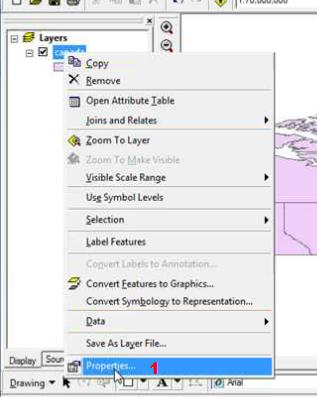 1:70,000,000
Layers
canada
Copy
Remove
Open Attribute Table
Joins and Relates
Zoom To Layer
Zoom To Make Visible
Visible Scale Range
Use Symbol Levels
Selection
Label Features
Convert Labels to Annotation...
Convert Features to Graphics...
Convert Symbology to Representation...
Data
Save As Layer File...
Display Sour
Properties... 1
Drawing A Arial